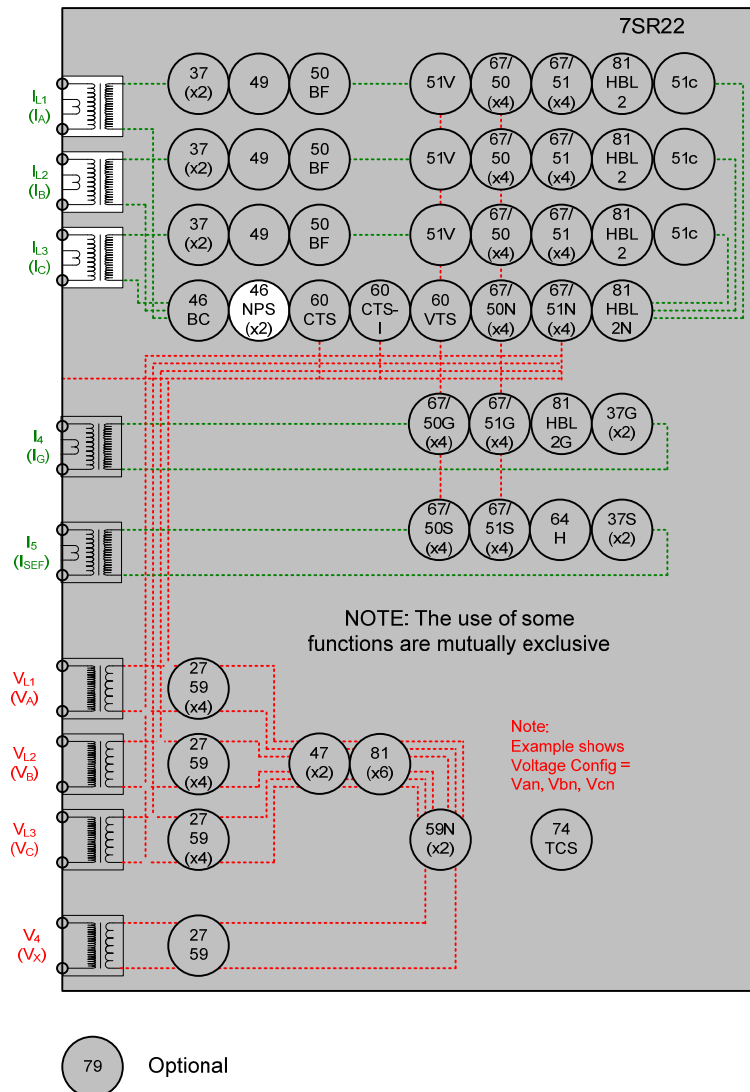 7SR22
IL1
(IA)
37
(x2)
49
50
BF
51V
67/
50
(x4)
67/
51
(x4)
81
HBL
2
51c
IL2
(IB)
37
(x2)
49
50
BF
51V
67/
50
(x4)
67/
51
(x4)
81
HBL
2
51c
IL3
(IC)
37
(x2)
49
50
BF
51V
67/
50
(x4)
67/
51
(x4)
81
HBL
2
51c
46
BC
46
NPS
(x2)
60
CTS
60
CTS-
I
60
VTS
67/
50N
(x4)
67/
51N
(x4)
81
HBL
2N
I4
(IG)
67/
50G
(x4)
67/
51G
(x4)
81
HBL
2G
37G
(x2)
I5
(ISEF)
67/
50S
(x4)
67/
51S
(x4)
64
H
37S
(x2)
NOTE: The use of some
functions are mutually exclusive
VL1
(VA)
27
59
(x4)
VL2
(VB)
27
59
(x4)
47
(x2)
81
(x6)
Note:
Example shows
Voltage Config =
Van, Vbn, Vcn
VL3
(VC)
27
59
(x4)
59N
(x2)
74
TCS
V4
(VX)
27
59
79
Optional